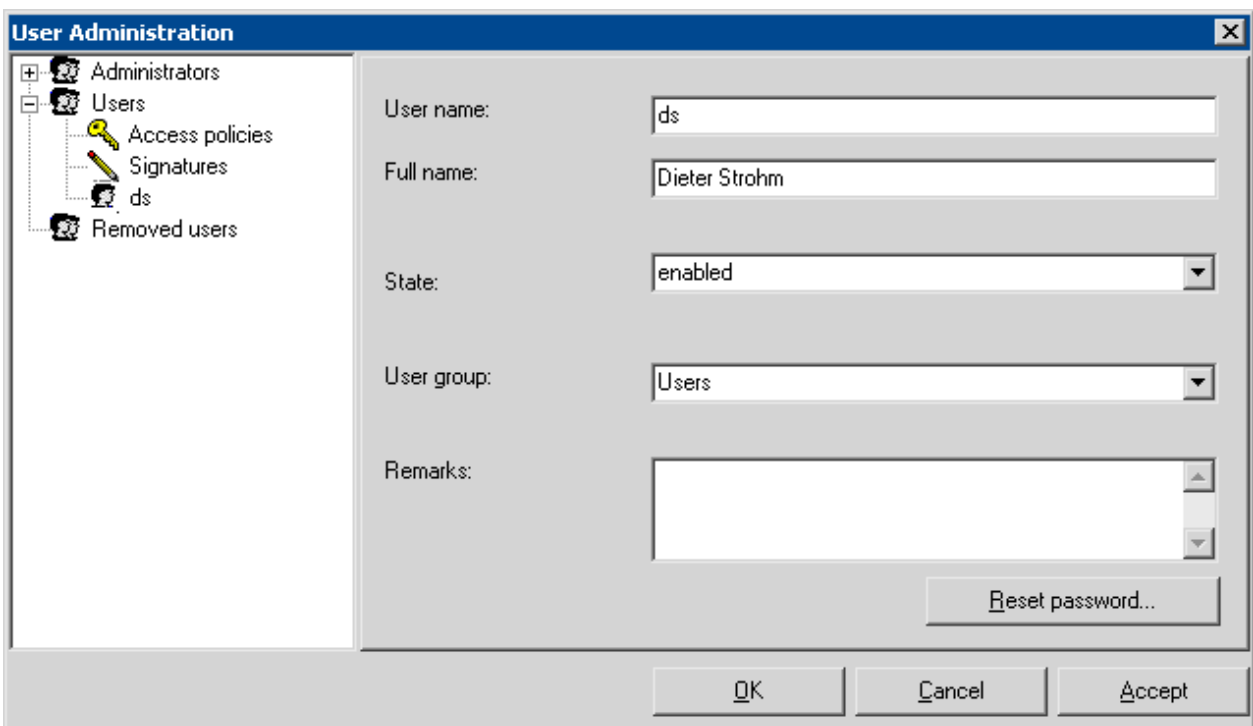 User Administration
Administrators
Users
Access policies
Signatures
ds
Removed users
User name:
ds
Full name:
Dieter Strohm
State:
enabled
User group:
Users
Remarks:
Reset password...
OK
Cancel
Accept